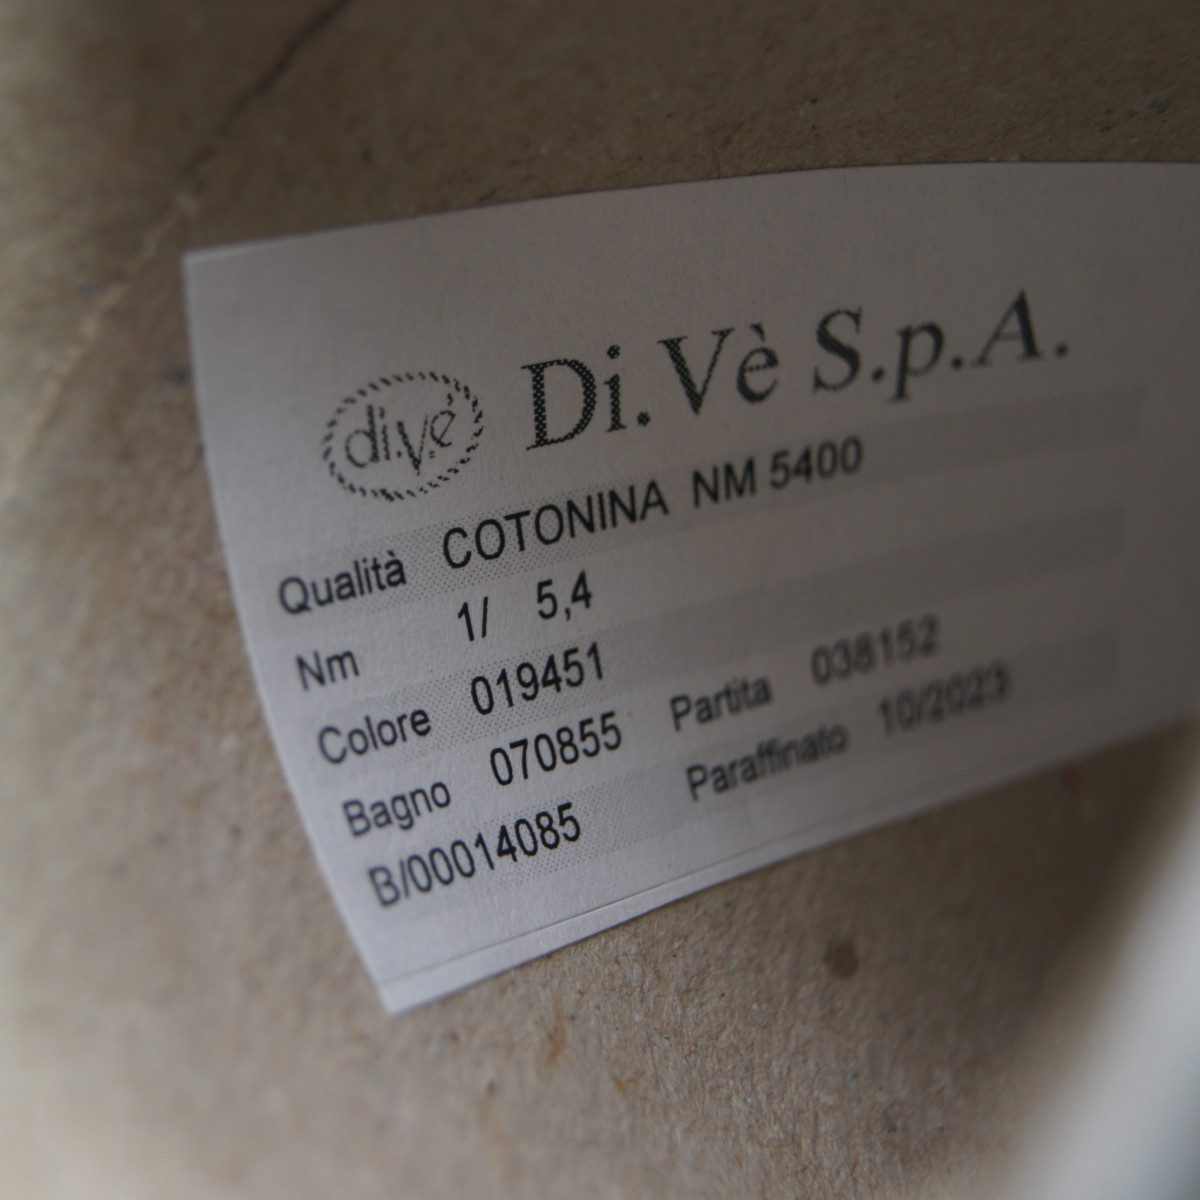 di.vè Di.Vè S.p.A.
Qualità COTONINA NM 5400
Nm 1/ 5,4
Colore 019451
Bagno 070855 Partita 038152
B/00014085 Paraffinato 10/2023